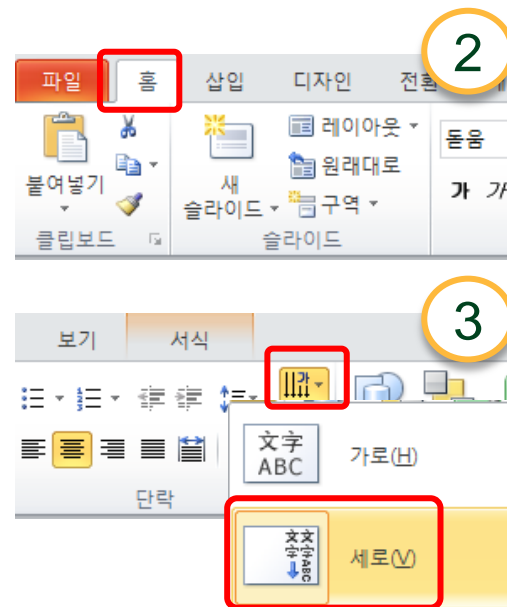 2
파일 홈 삽입 디자인 전환
레이아웃
돋움
원래대로
붙여넣기
새
슬라이드
구역
가 가
클립보드
슬라이드
3
보기 서식
가
文字
ABC
가로(H)
단락
文字 文字ABC
세로(V)